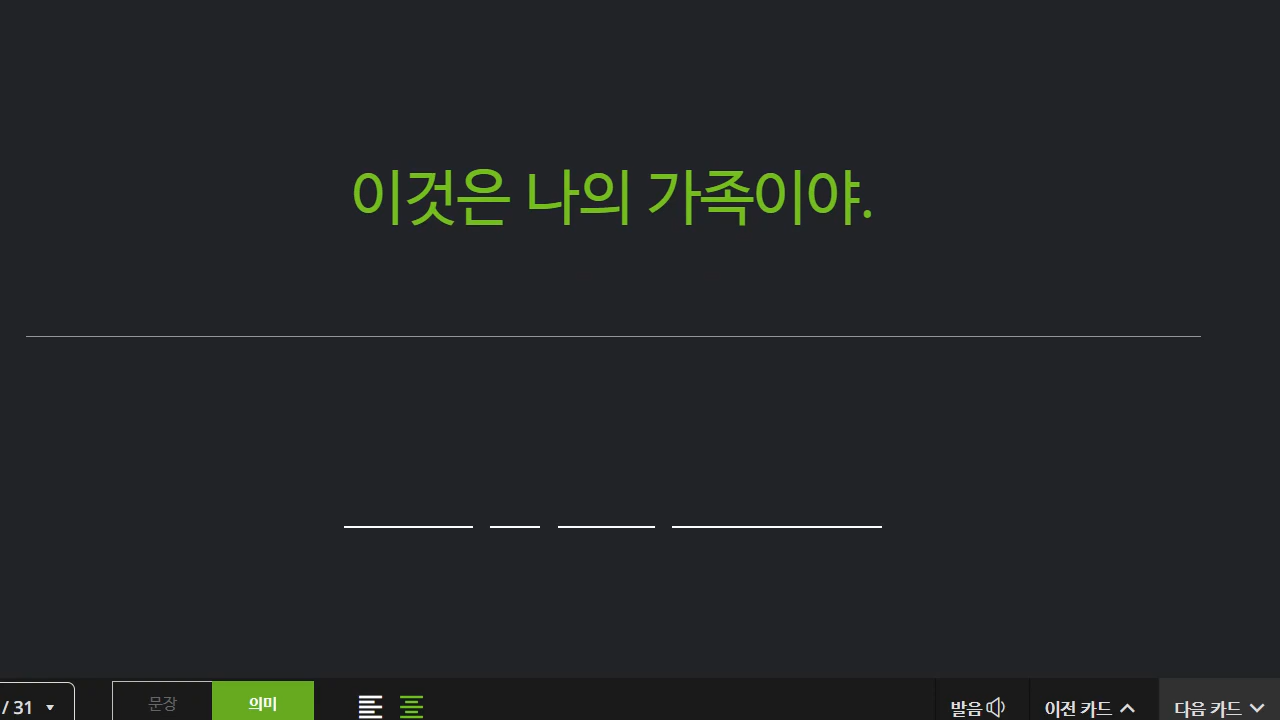 이것은 나의 가족이야.
/ 31
문장
의미
발음
이전 카드
다음 카드